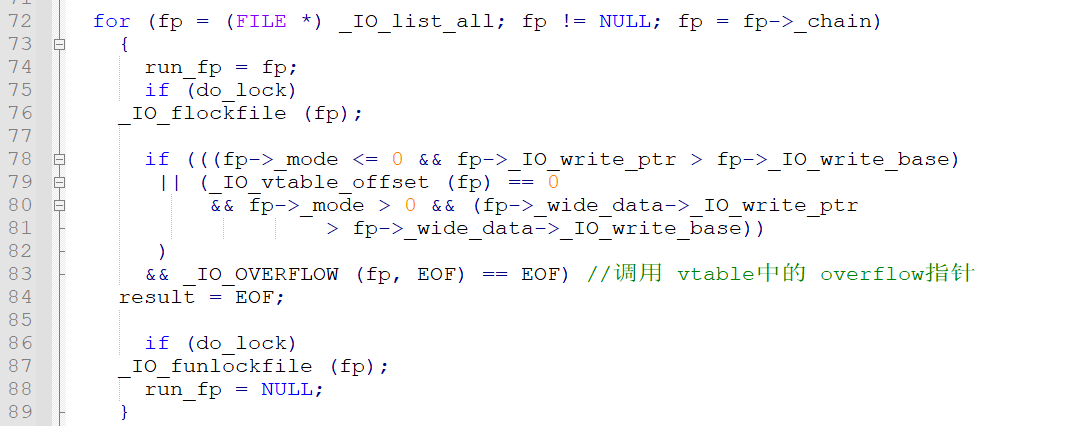 71
72 for (fp = (FILE *) _IO_list_all; fp != NULL; fp = fp->_chain)
73 {
74 run_fp = fp;
75 if (do_lock)
76 _IO_flockfile (fp);
77
78 if (((fp->_mode <= 0 && fp->_IO_write_ptr > fp->_IO_write_base)
79 || (_IO_vtable_offset (fp) == 0
80 && fp->_mode > 0 && (fp->_wide_data->_IO_write_ptr
81 > fp->_wide_data->_IO_write_base))
82 )
83 && _IO_OVERFLOW (fp, EOF) == EOF) //调用 vtable中的 overflow指针
84 result = EOF;
85
86 if (do_lock)
87 _IO_funlockfile (fp);
88 run_fp = NULL;
89 }